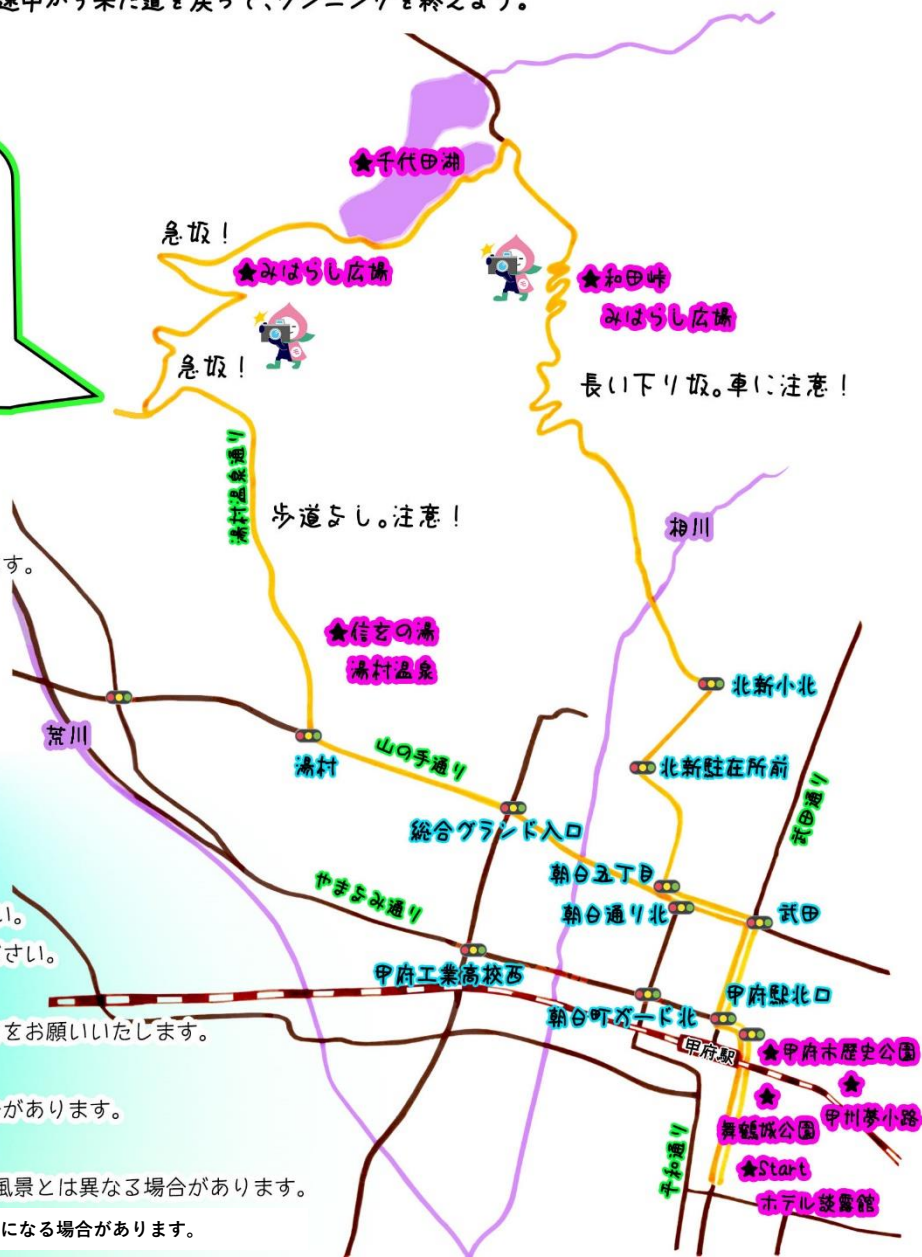 途中から来た道を戻って、ランニングを終えよう。
★千代田湖
急坂！
★みはらし広場
★和田峠
みはらし広場
急坂！
長い下り坂。車に注意！
湯村温泉通り
歩道なし。注意！
相川
す。
★信玄の湯
湯村温泉
北新小北
荒川
湯村
山の手通り
北新駐在所前
武田通り
総合グランド入口
やまなみ通り
朝日五丁目
朝日通り北
武田
い。
ださい。
甲府工業高校西
甲府駅北口
朝日町ガード北
をお願いいたします。
甲府駅
★甲府市歴史公園
★
甲州夢小路
★
舞鶴城公園
があります。
平和通り
★Start
ホテル談露館
風景とは異なる場合があります。
になる場合があります。